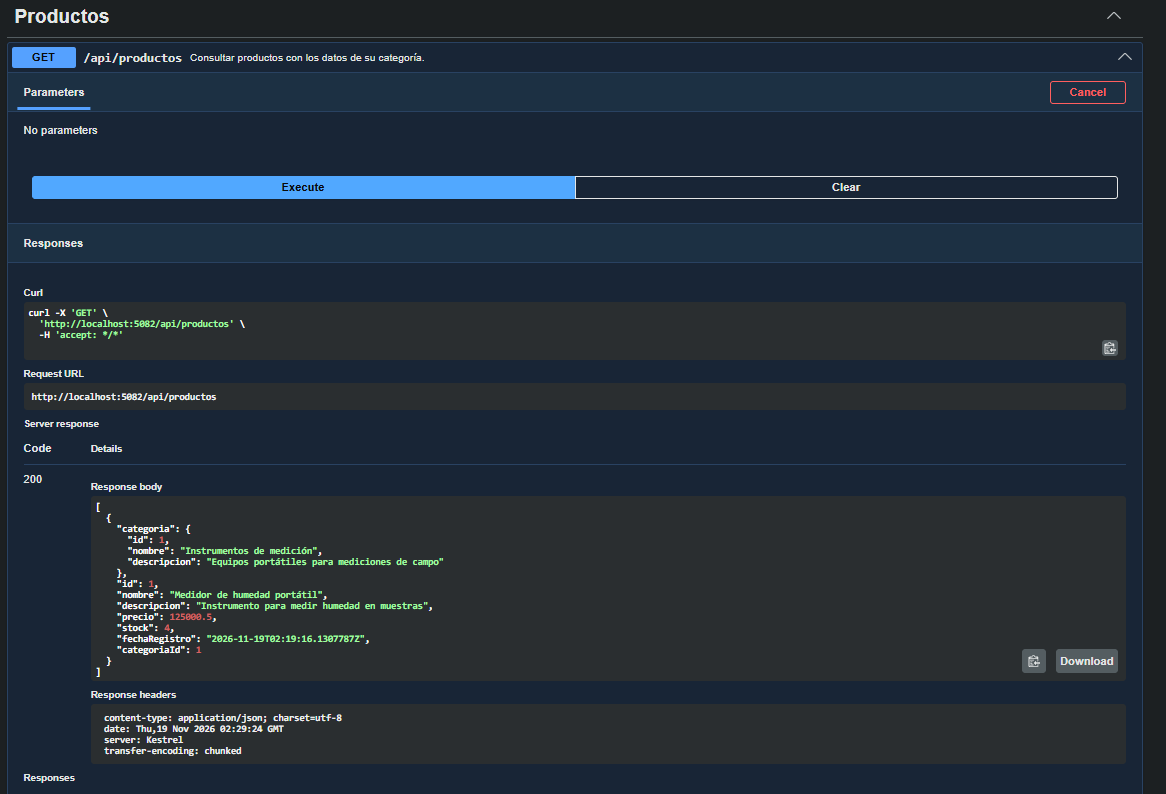 Productos
GET /api/productos Consultar productos con los datos de su categoría.
Parameters
Cancel
No parameters
Execute
Clear
Responses
Curl
curl -X 'GET' \
  'http://localhost:5082/api/productos' \
  -H 'accept: */*'
Request URL
http://localhost:5082/api/productos
Server response
Code Details
200
Response body
[
  {
    "categoria": {
      "id": 1,
      "nombre": "Instrumentos de medición",
      "descripcion": "Equipos portátiles para mediciones de campo"
    },
    "id": 1,
    "nombre": "Medidor de humedad portátil",
    "descripcion": "Instrumento para medir humedad en muestras",
    "precio": 125000.5,
    "stock": 4,
    "fechaRegistro": "2026-11-19T02:19:16.1307787Z",
    "categoriaId": 1
  }
]
Download
Response headers
content-type: application/json; charset=utf-8
date: Thu,19 Nov 2026 02:29:24 GMT
server: Kestrel
transfer-encoding: chunked
Responses